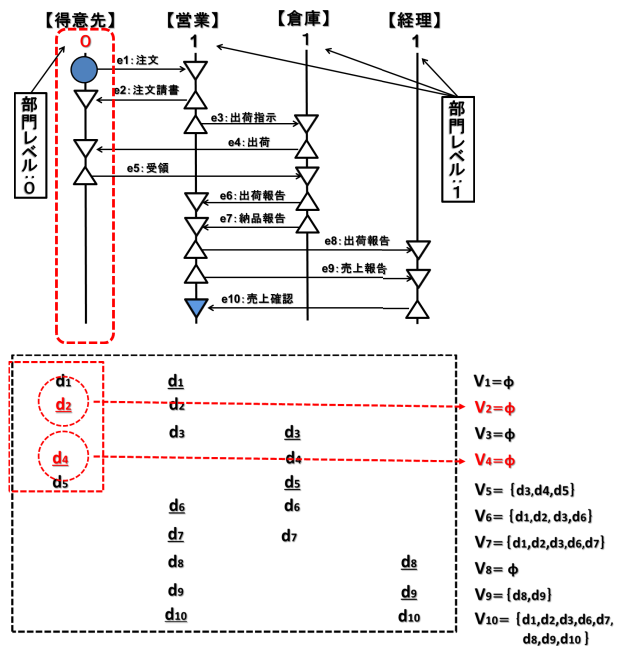 【得意先】 【営業】 【倉庫】 【経理】
0 1 1 1
e1:注文
e2:注文請書
e3:出荷指示
e4:出荷
e5:受領
e6:出荷報告
e7:納品報告
e8:出荷報告
e9:売上報告
e10:売上確認
部門レベル:0
部門レベル:1
d1 d1 V1=ф
d2 d2 V2=ф
d3 d3 V3=ф
d4 d4 V4=ф
d5 d5 V5= {d3,d4,d5}
d6 d6 V6= {d1,d2,d3,d6}
d7 d7 V7={d1,d2,d3,d6,d7}
d8 d8 V8= ф
d9 d9 V9={d8,d9}
d10 d10 V10= {d1,d2,d3,d6,d7,
d8,d9,d10 }